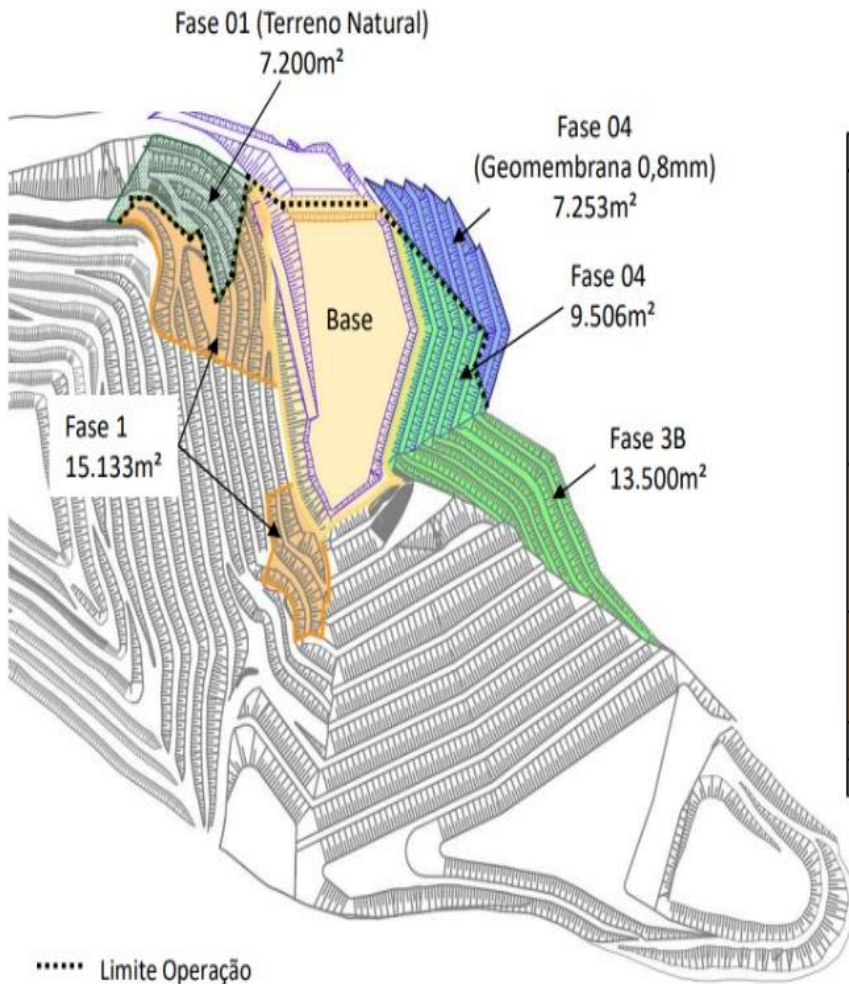 Fase 01 (Terreno Natural)
7.200m²
Fase 04
(Geomembrana 0,8mm)
7.253m²
Fase 04
9.506m²
Base
Fase 1
15.133m²
Fase 3B
13.500m²
Limite Operação